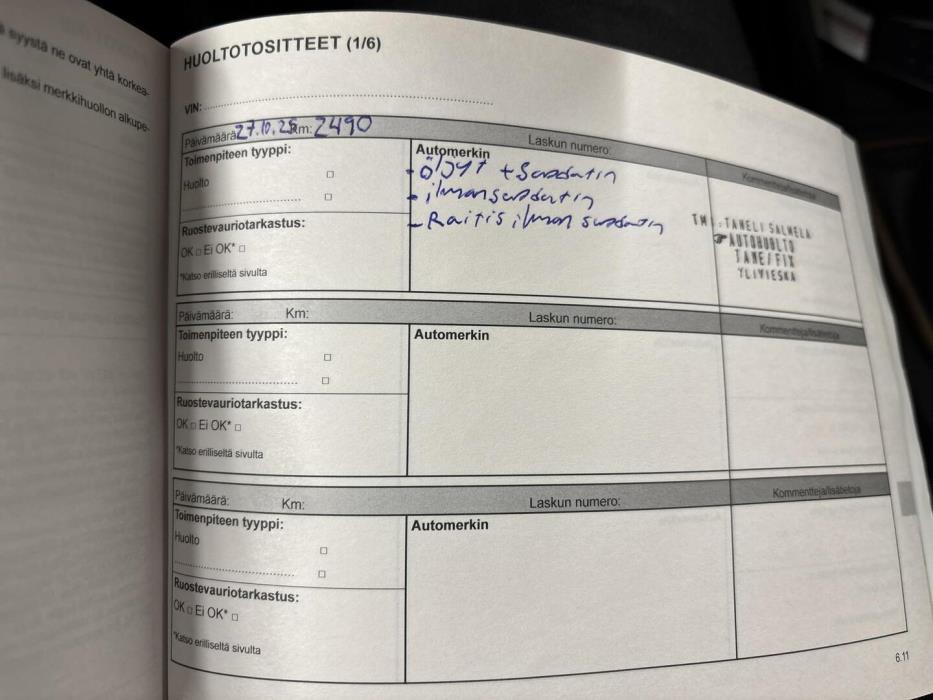 syystä ne ovat yhtä korkea-
lisäksi merkkihuollon alkupe-
HUOLTOTOSITTEET (1/6)
VIN:
Päivämäärä: 27.10.25 Km: 2490 Laskun numero: Kommentteja/lisätietoja
Toimenpiteen tyyppi:
Huolto
Ruostevauriotarkastus:
OK □ Ei OK* □
*Katso erilliseltä sivulta
Automerkin
- Öljyt + suodatin
- ilmansuodatin
- Raitis ilman suodatin
TMI. TANELI SALMELA
AUTOHUOLTO
TANE/FIX
YLIVIESKA
Päivämäärä: Km: Laskun numero: Kommentteja/lisätietoja
Toimenpiteen tyyppi:
Huolto
Ruostevauriotarkastus:
OK □ Ei OK* □
*Katso erilliseltä sivulta
Automerkin
Päivämäärä: Km: Laskun numero: Kommentteja/lisätietoja
Toimenpiteen tyyppi:
Huolto
Ruostevauriotarkastus:
OK □ Ei OK* □
*Katso erilliseltä sivulta
Automerkin
6.11